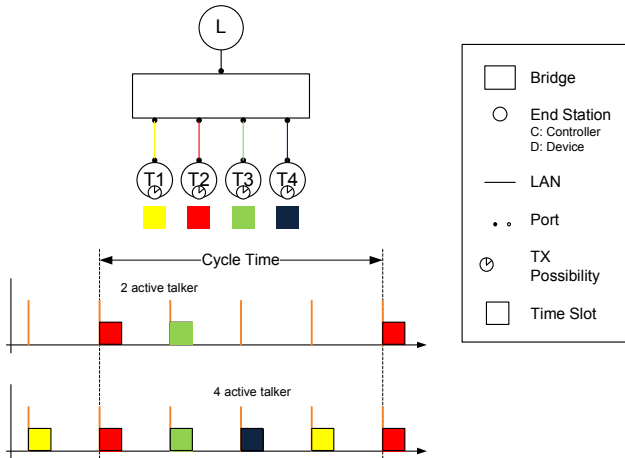 L
T1 T2 T3 T4
Cycle Time
2 active talker
4 active talker
Bridge
End Station
C: Controller
D: Device
LAN
Port
TX
Possibility
Time Slot